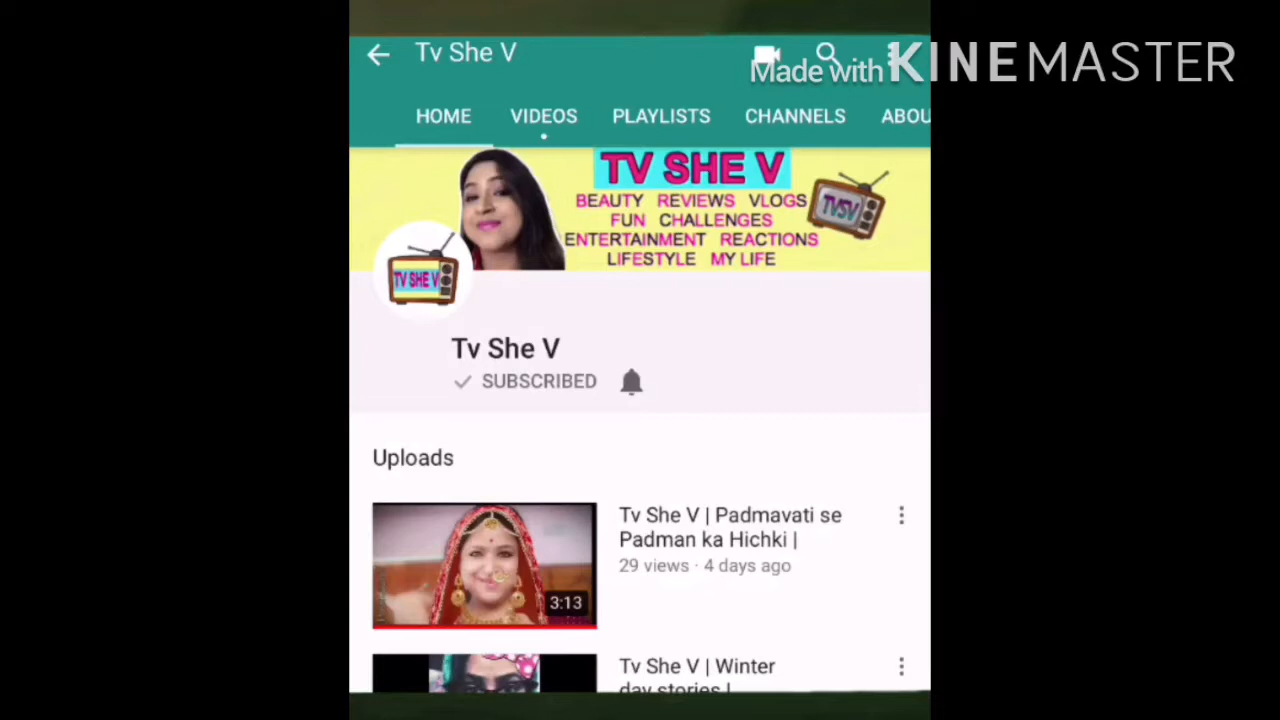 Tv She V
Made with KINEMASTER
HOME VIDEOS PLAYLISTS CHANNELS ABOU
TV SHE V
BEAUTY REVIEWS VLOGS
FUN CHALLENGES
ENTERTAINMENT REACTIONS
LIFESTYLE MY LIFE
TVSV
TV SHE V
Tv She V
SUBSCRIBED
Uploads
Tv She V | Padmavati se
Padman ka Hichki |
29 views · 4 days ago
3:13
Tv She V | Winter
day stories |